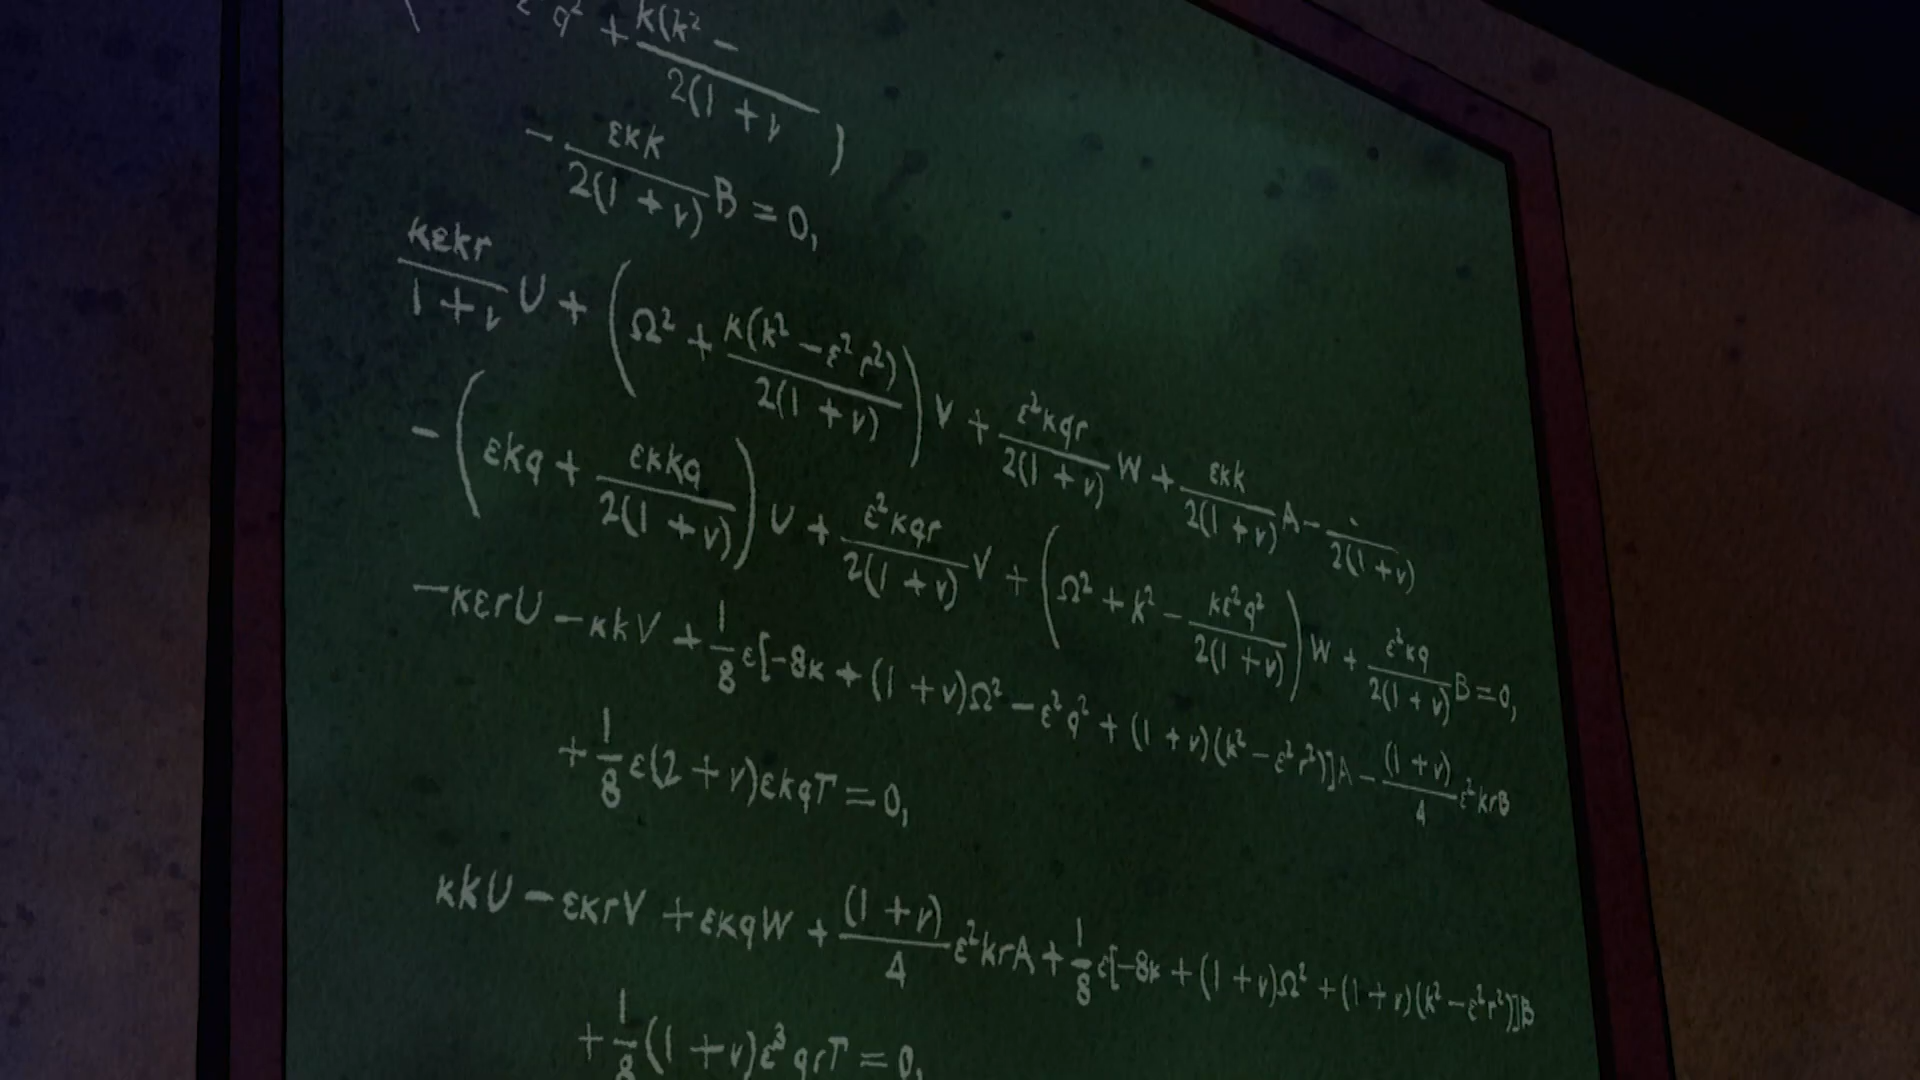 q² + k(k² −
2(1 + ν )
− εκk/2(1 + ν) B = 0,
κεkr/1 + ν U + (Ω² + κ(k² − ε² r²)/2(1 + ν)) V + ε²κqr/2(1 + ν) W + εκk/2(1 + ν) A − /2(1 + ν)
− (εkq + εκkq/2(1 + ν)) U + ε²κqr/2(1 + ν) V + (Ω² + k² − κε²q²/2(1 + ν)) W + ε²κq/2(1 + ν) B = 0,
−κεrU − κkV + 1/8 ε[−8κ + (1 + ν)Ω² − ε²q² + (1 + ν)(k² − ε²r²)]A − (1 + ν)/4 ε²krB
+ 1/8 ε(2 + ν)εkqT = 0,
κkU − εκrV + εκqW + (1 + ν)/4 ε²krA + 1/8 ε[−8κ + (1 + ν)Ω² + (1 + ν)(k² − ε²r²)]B
+ 1/8 (1 + ν)ε³qrT = 0,